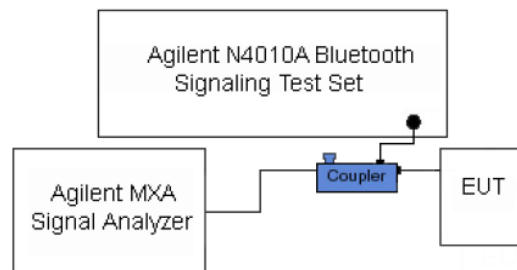 Agilent N4010A Bluetooth
Signaling Test Set
Coupler
Agilent MXA
Signal Analyzer
EUT